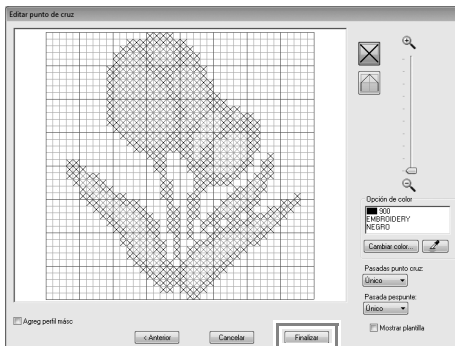 Editar punto de cruz
Opción de color
900
EMBROIDERY
NEGRO
Cambiar color...
Pasadas punto cruz:
Único
Pasada pespunte:
Único
Mostrar plantilla
Agreg perfil másc
< Anterior
Cancelar
Finalizar